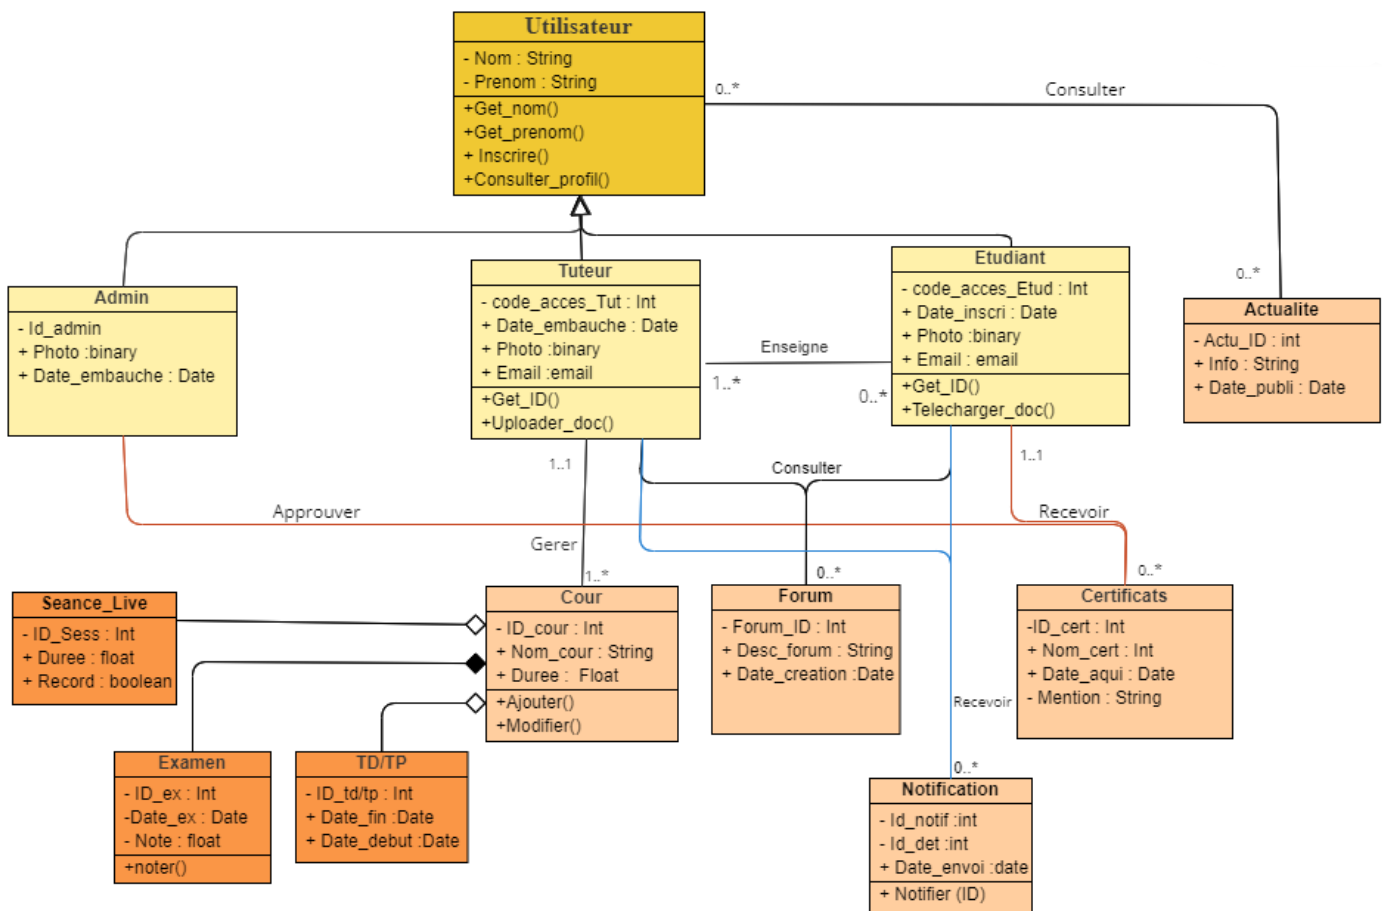 Utilisateur
- Nom : String
- Prenom : String
+Get_nom()
+Get_prenom()
+ Inscrire()
+Consulter_profil()
0..*
Consulter
0..*
Admin
- Id_admin
+ Photo :binary
+ Date_embauche : Date
Tuteur
- code_acces_Tut : Int
+ Date_embauche : Date
+ Photo :binary
+ Email :email
+Get_ID()
+Uploader_doc()
Enseigne
1..*
0..*
Etudiant
- code_acces_Etud : Int
+ Date_inscri : Date
+ Photo :binary
+ Email : email
+Get_ID()
+Telecharger_doc()
Actualite
- Actu_ID : int
+ Info : String
+ Date_publi : Date
1..1
Consulter
1..1
Approuver
Recevoir
Gerer
1..*
0..*
0..*
Seance_Live
- ID_Sess : Int
+ Duree : float
+ Record : boolean
Cour
- ID_cour : Int
+ Nom_cour : String
+ Duree :  Float
+Ajouter()
+Modifier()
Forum
- Forum_ID : Int
+ Desc_forum : String
+ Date_creation :Date
Certificats
-ID_cert : Int
+ Nom_cert : Int
+ Date_aqui : Date
- Mention : String
Recevoir
0..*
Examen
- ID_ex : Int
-Date_ex : Date
- Note : float
+noter()
TD/TP
- ID_td/tp : Int
+ Date_fin :Date
+ Date_debut :Date
Notification
- Id_notif :int
- Id_det :int
+ Date_envoi :date
+ Notifier (ID)